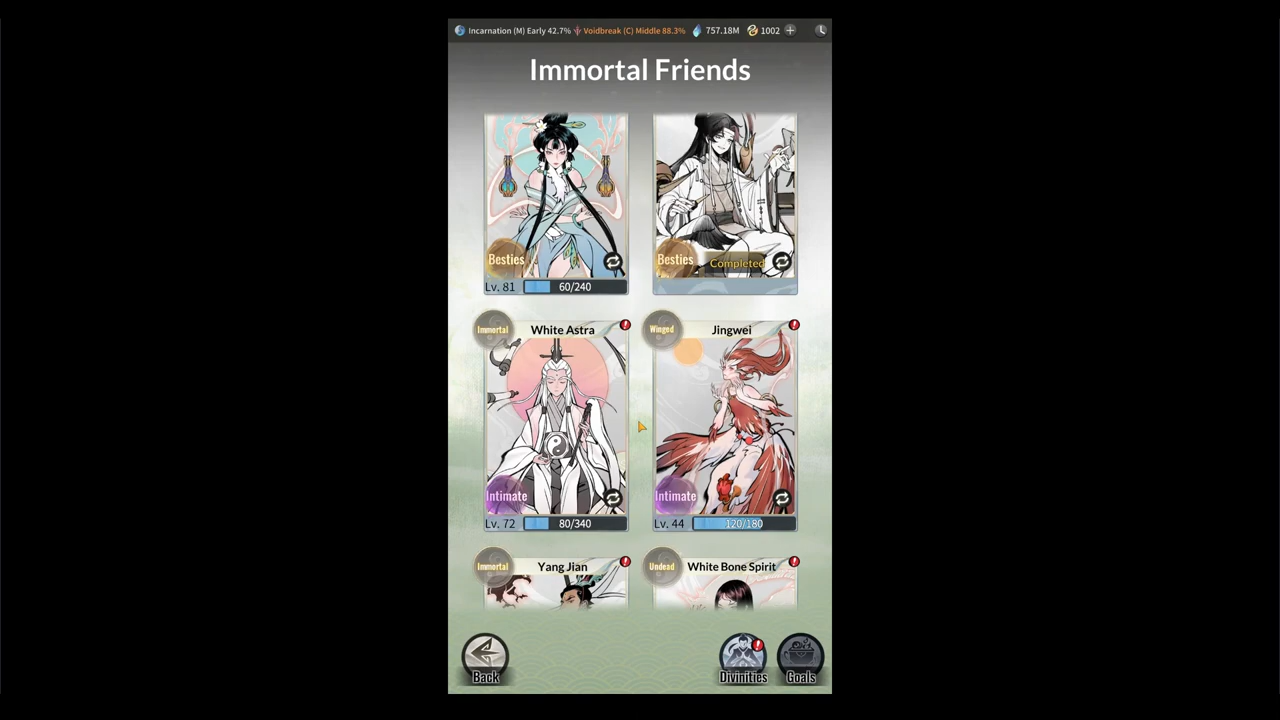 Incarnation (M) Early 42.7% Voidbreak (C) Middle 88.3% 757.18M 1002
Immortal Friends
Besties
Lv. 81 60/240
Besties Completed
Immortal White Astra
Winged Jingwei
Intimate
Lv. 72 80/340
Intimate
Lv. 44 120/180
Immortal Yang Jian
Undead White Bone Spirit
Back Divinities Goals